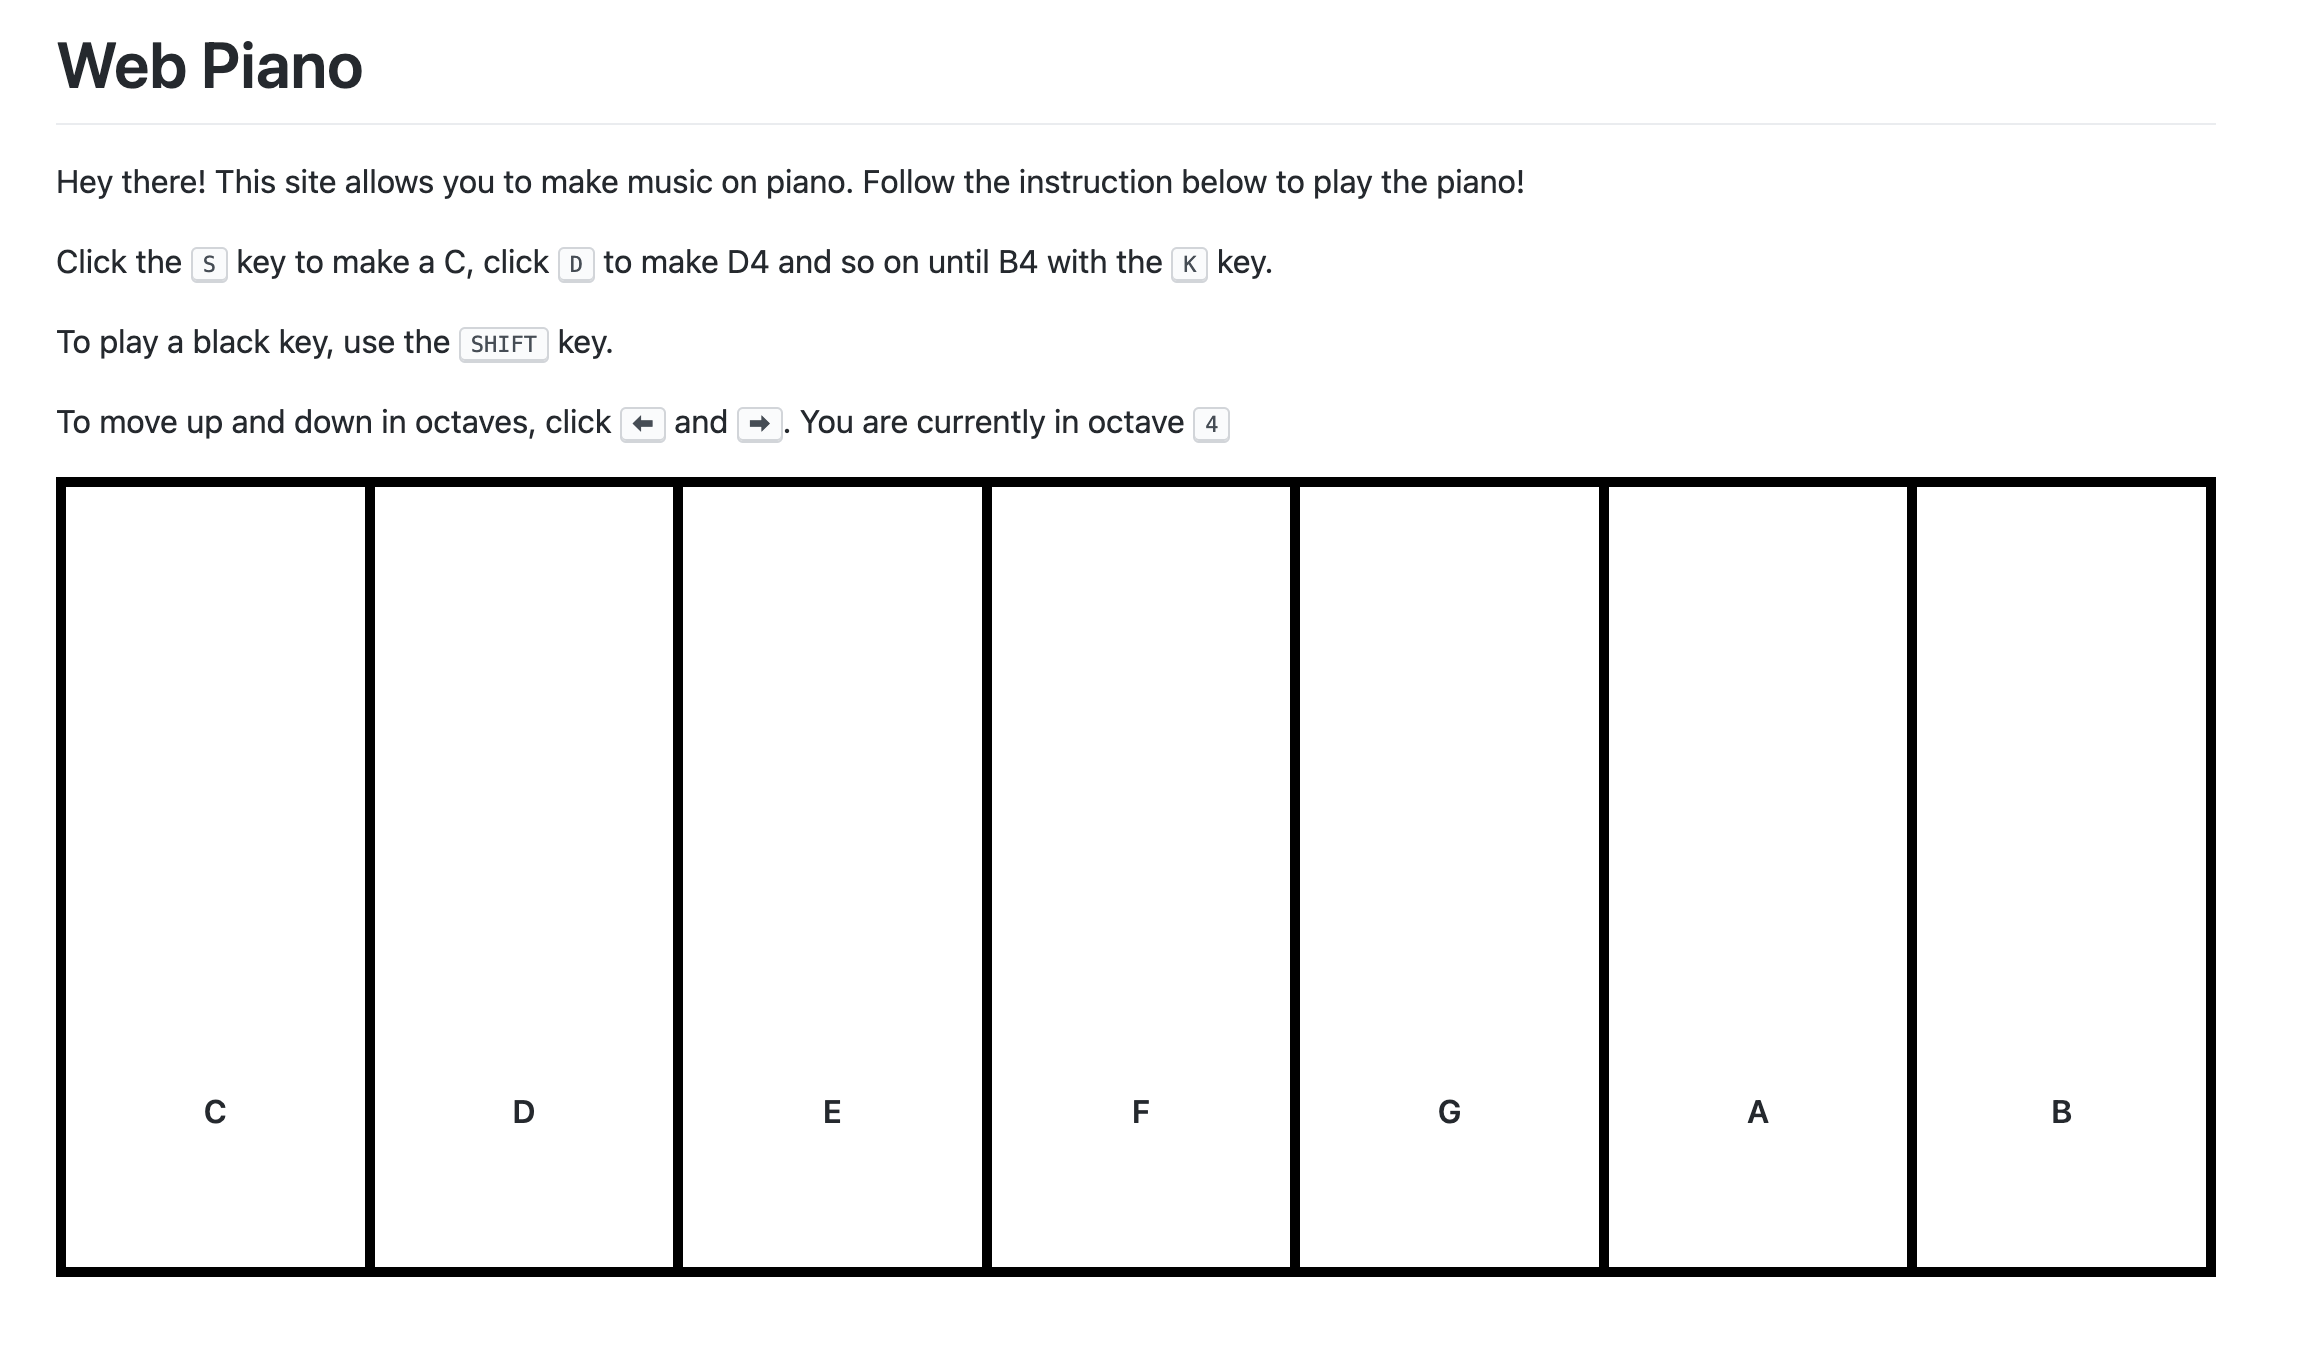 Web Piano
Hey there! This site allows you to make music on piano. Follow the instruction below to play the piano!
Click the S key to make a C, click D to make D4 and so on until B4 with the K key.
To play a black key, use the SHIFT key.
To move up and down in octaves, click ⬅ and ➡. You are currently in octave 4
C D E F G A B